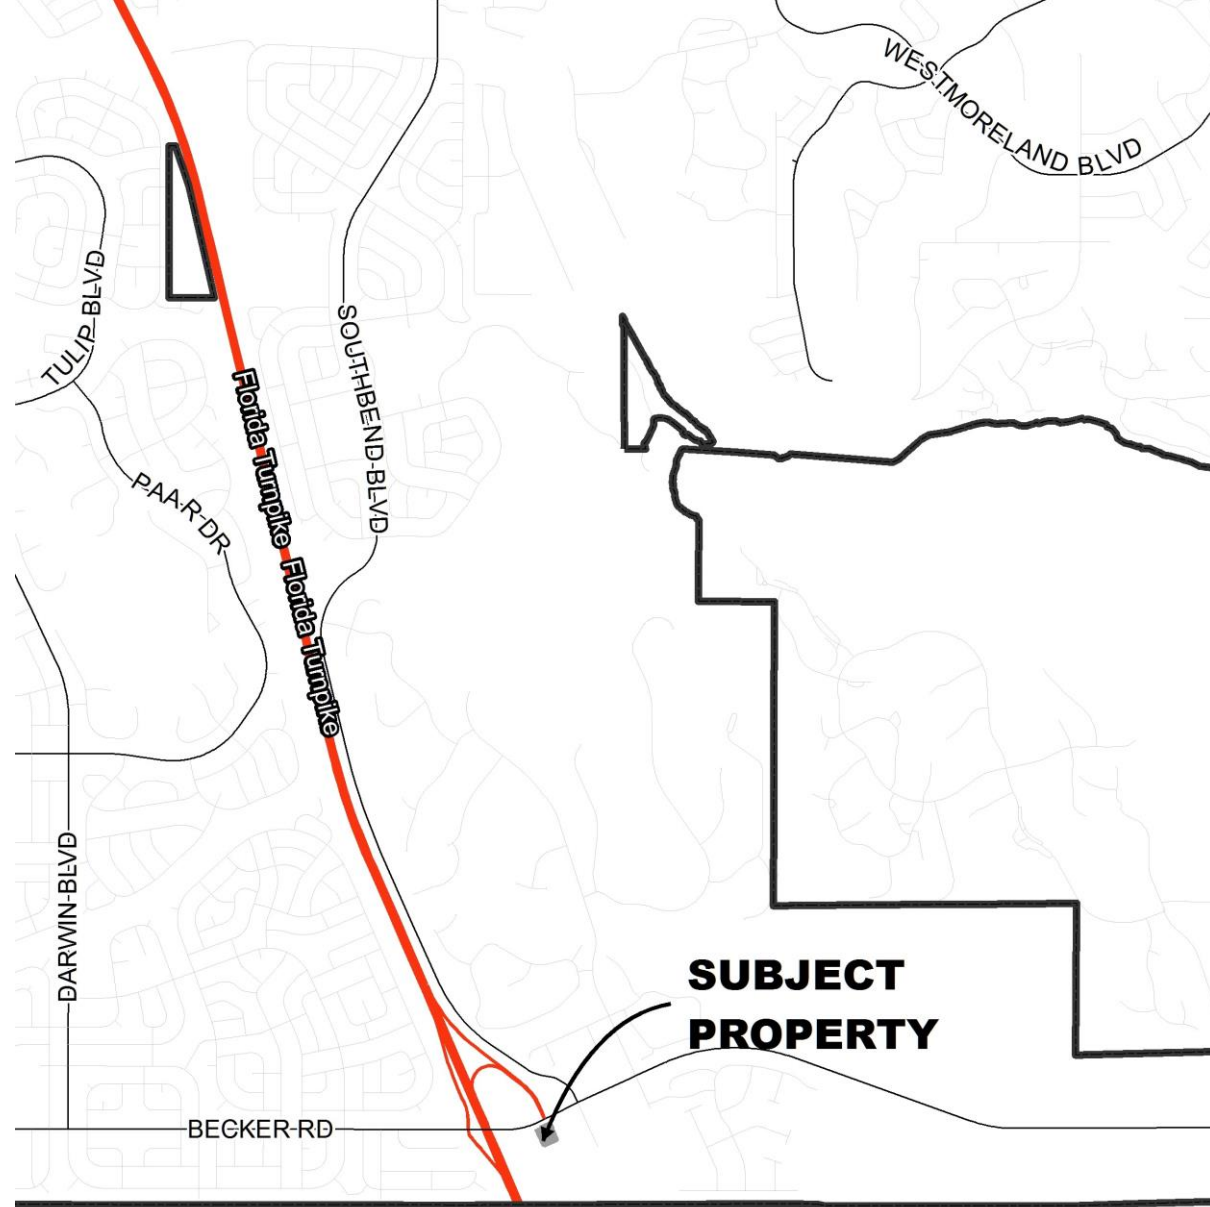 WESTMORELAND BLVD
TULIP BLVD
SOUTHBEND BLVD
Florida Turnpike
PAAR DR
Florida Turnpike
DARWIN BLVD
SUBJECT
PROPERTY
BECKER RD